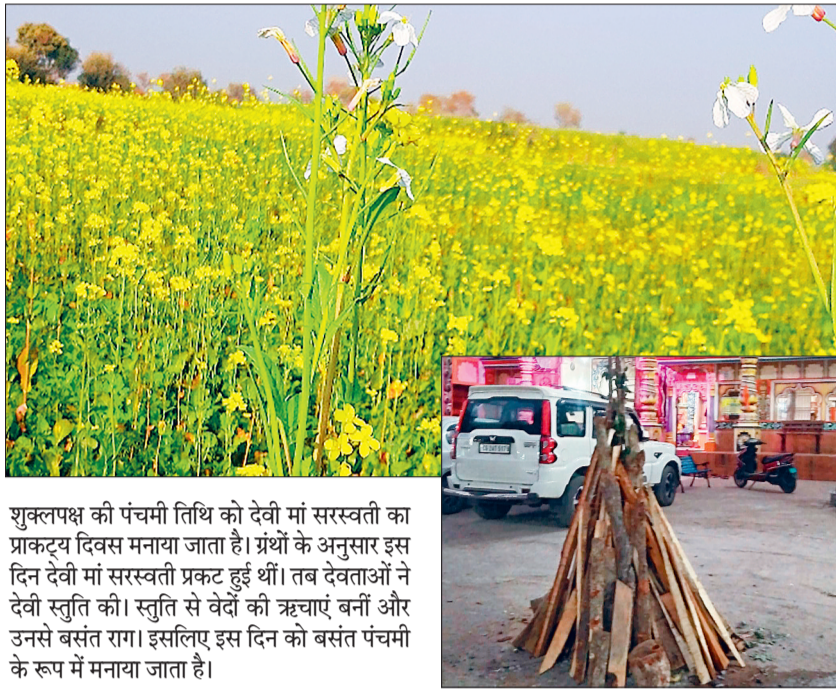 शुक्लपक्ष की पंचमी तिथि को देवी मां सरस्वती का
प्राकट्य दिवस मनाया जाता है। ग्रंथों के अनुसार इस
दिन देवी मां सरस्वती प्रकट हुई थीं। तब देवताओं ने
देवी स्तुति की। स्तुति से वेदों की ऋचाएं बनीं और
उनसे बसंत राग। इसलिए इस दिन को बसंत पंचमी
के रूप में मनाया जाता है।